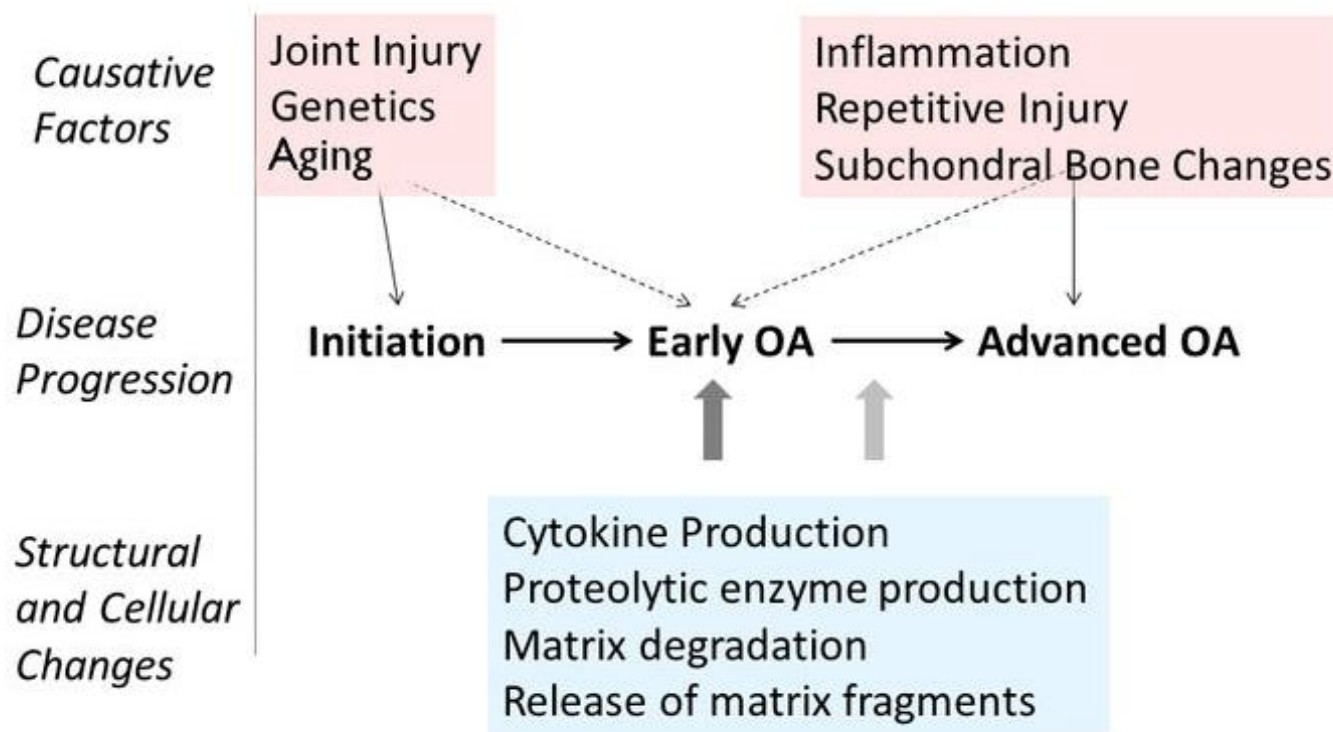 Causative
Factors
Joint Injury
Genetics
Aging
Inflammation
Repetitive Injury
Subchondral Bone Changes
Disease
Progression
Initiation
Early OA
Advanced OA
Structural
and Cellular
Changes
Cytokine Production
Proteolytic enzyme production
Matrix degradation
Release of matrix fragments